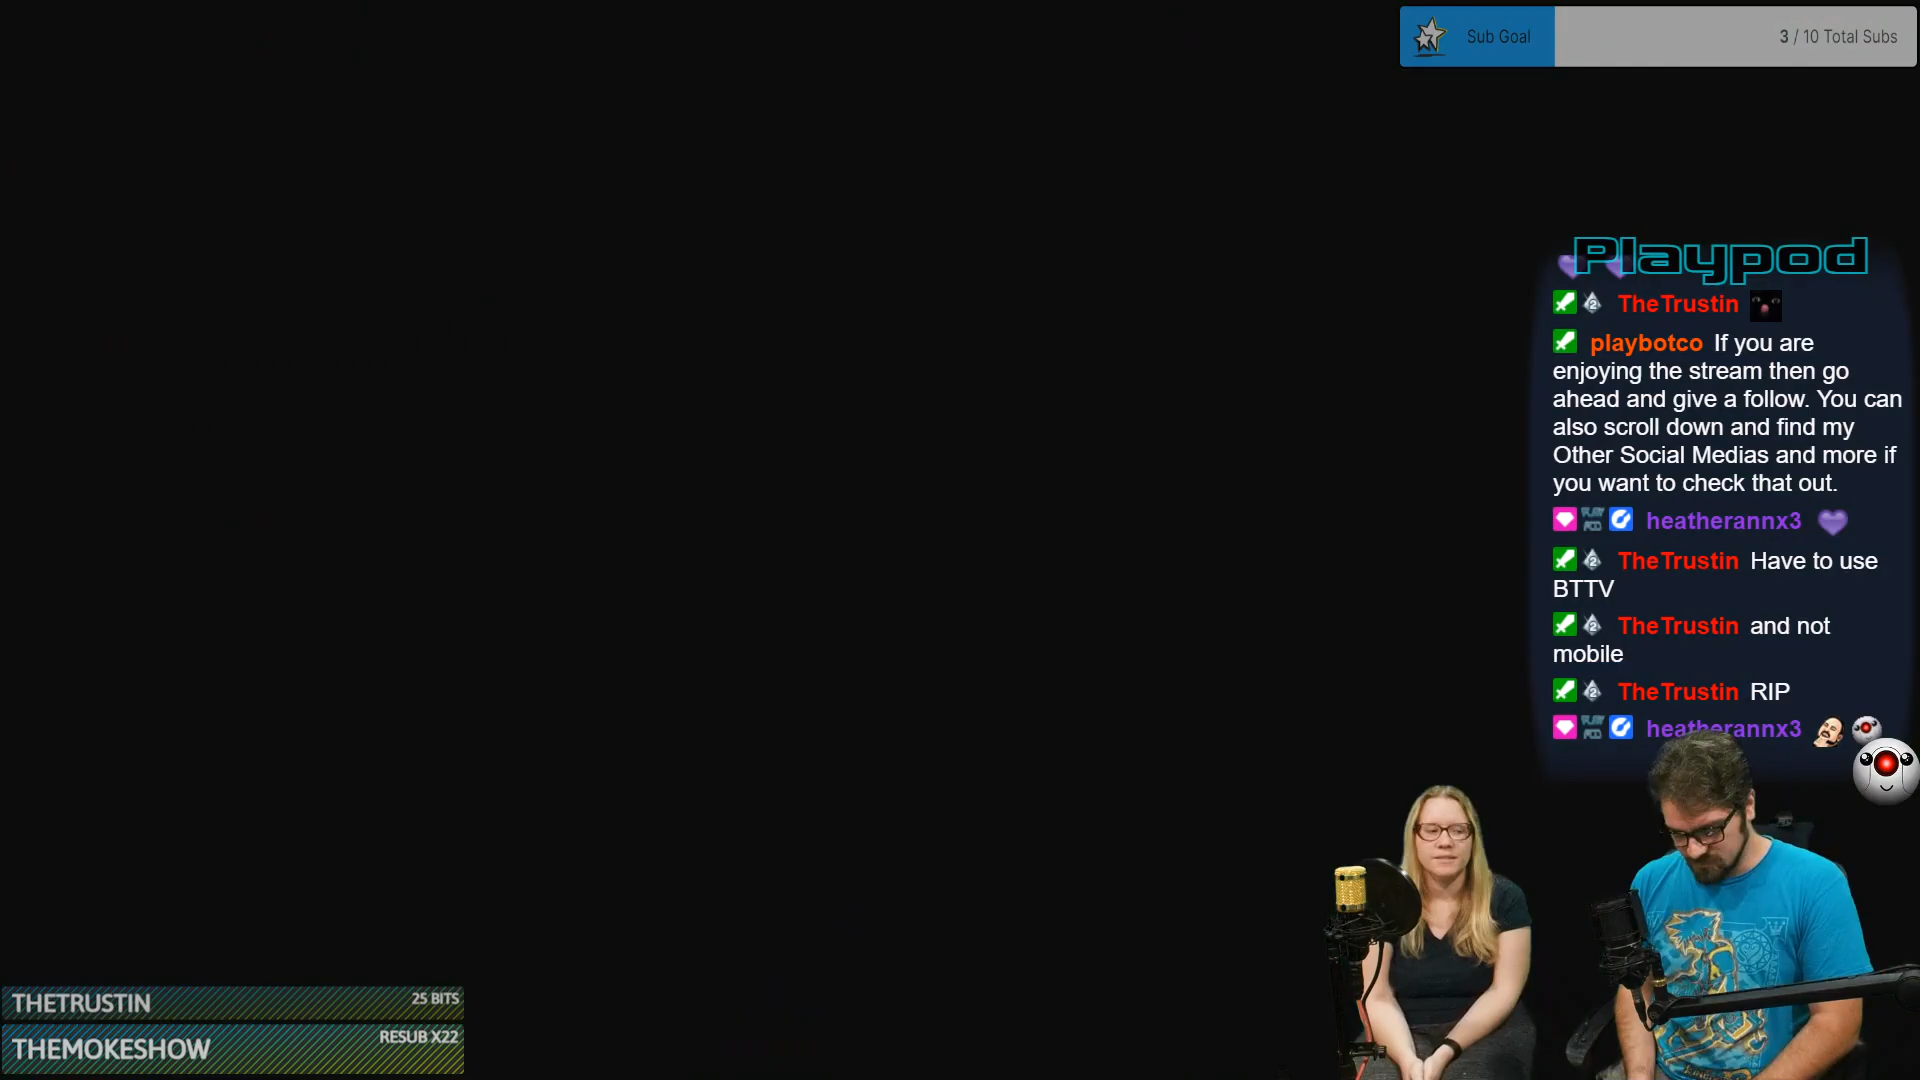 Sub Goal
3 / 10 Total Subs
Playpod
TheTrustin
playbotco If you are
enjoying the stream then go
ahead and give a follow. You can
also scroll down and find my
Other Social Medias and more if
you want to check that out.
heatherannx3
TheTrustin Have to use
BTTV
TheTrustin and not
mobile
TheTrustin RIP
heatherannx3
THETRUSTIN 25 BITS
THEMOKESHOW RESUB X22